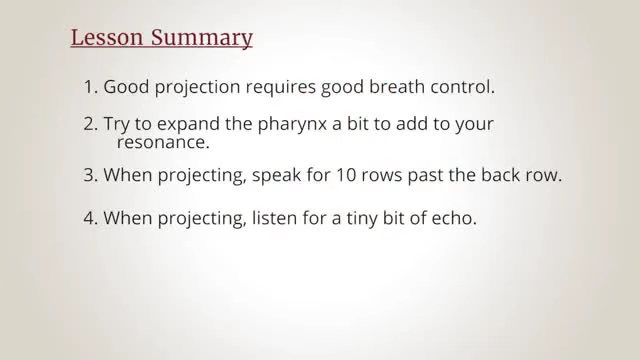 Lesson Summary
1. Good projection requires good breath control.
2. Try to expand the pharynx a bit to add to your
resonance.
3. When projecting, speak for 10 rows past the back row.
4. When projecting, listen for a tiny bit of echo.